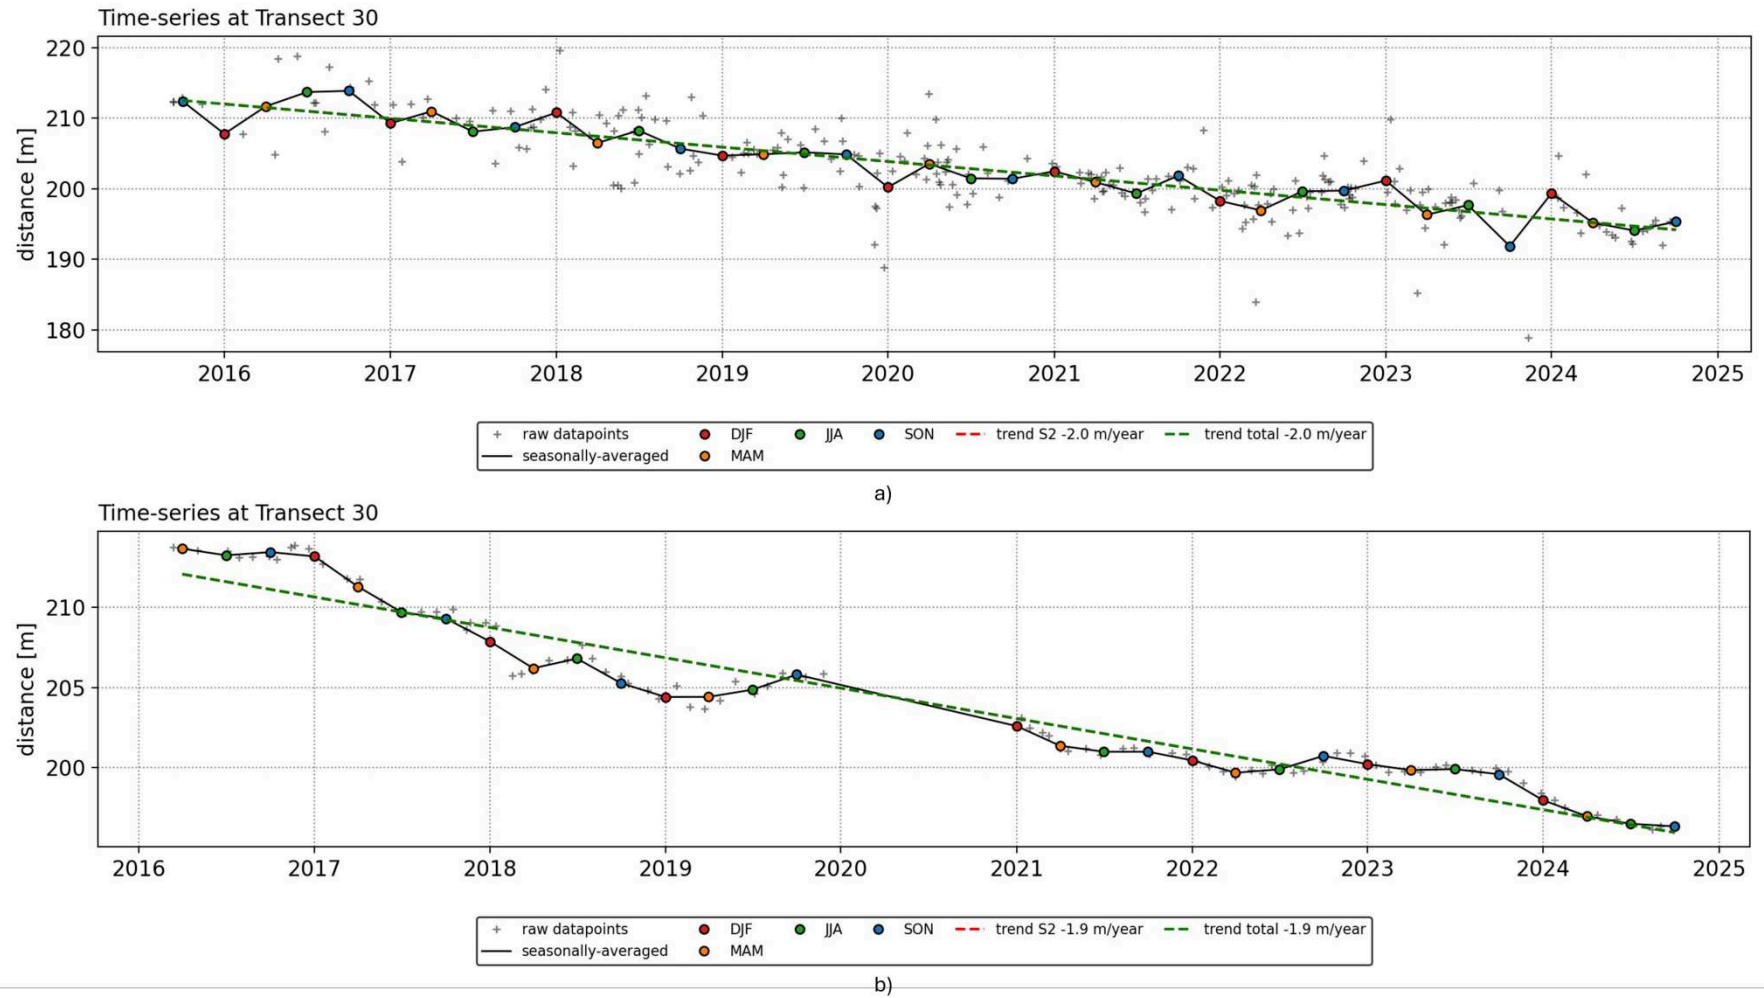 Time-series at Transect 30
220
210
200
190
180
distance [m]
2016 2017 2018 2019 2020 2021 2022 2023 2024 2025
raw datapoints DJF JJA SON trend S2 -2.0 m/year trend total -2.0 m/year
seasonally-averaged MAM
a)
Time-series at Transect 30
210
205
200
distance [m]
2016 2017 2018 2019 2020 2021 2022 2023 2024 2025
raw datapoints DJF JJA SON trend S2 -1.9 m/year trend total -1.9 m/year
seasonally-averaged MAM
b)